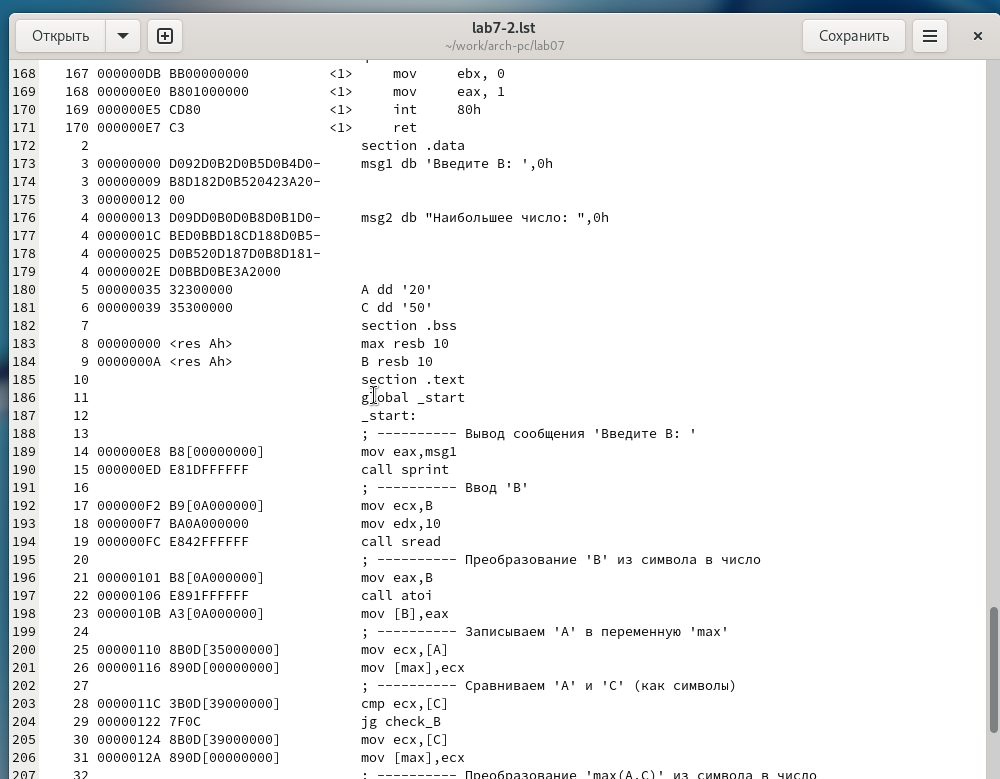 Открыть
lab7-2.lst
~/work/arch-pc/lab07
Сохранить
168 167 000000DB BB00000000 <1> mov ebx, 0
169 168 000000E0 B801000000 <1> mov eax, 1
170 169 000000E5 CD80 <1> int 80h
171 170 000000E7 C3 <1> ret
172 2 section .data
173 3 00000000 D092D0B2D0B5D0B4D0- msg1 db 'Введите B: ',0h
174 3 00000009 B8D182D0B520423A20-
175 3 00000012 00
176 4 00000013 D09DD0B0D0B8D0B1D0- msg2 db "Наибольшее число: ",0h
177 4 0000001C BED0BBD18CD188D0B5-
178 4 00000025 D0B520D187D0B8D181-
179 4 0000002E D0BBD0BE3A2000
180 5 00000035 32300000 A dd '20'
181 6 00000039 35300000 C dd '50'
182 7 section .bss
183 8 00000000 <res Ah> max resb 10
184 9 0000000A <res Ah> B resb 10
185 10 section .text
186 11 global _start
187 12 _start:
188 13 ; ---------- Вывод сообщения 'Введите B: '
189 14 000000E8 B8[00000000] mov eax,msg1
190 15 000000ED E81DFFFFFF call sprint
191 16 ; ---------- Ввод 'B'
192 17 000000F2 B9[0A000000] mov ecx,B
193 18 000000F7 BA0A000000 mov edx,10
194 19 000000FC E842FFFFFF call sread
195 20 ; ---------- Преобразование 'B' из символа в число
196 21 00000101 B8[0A000000] mov eax,B
197 22 00000106 E891FFFFFF call atoi
198 23 0000010B A3[0A000000] mov [B],eax
199 24 ; ---------- Записываем 'A' в переменную 'max'
200 25 00000110 8B0D[35000000] mov ecx,[A]
201 26 00000116 890D[00000000] mov [max],ecx
202 27 ; ---------- Сравниваем 'A' и 'C' (как символы)
203 28 0000011C 3B0D[39000000] cmp ecx,[C]
204 29 00000122 7F0C jg check_B
205 30 00000124 8B0D[39000000] mov ecx,[C]
206 31 0000012A 890D[00000000] mov [max],ecx
207 32 ; ---------- Преобразование 'max(A,C)' из символа в число